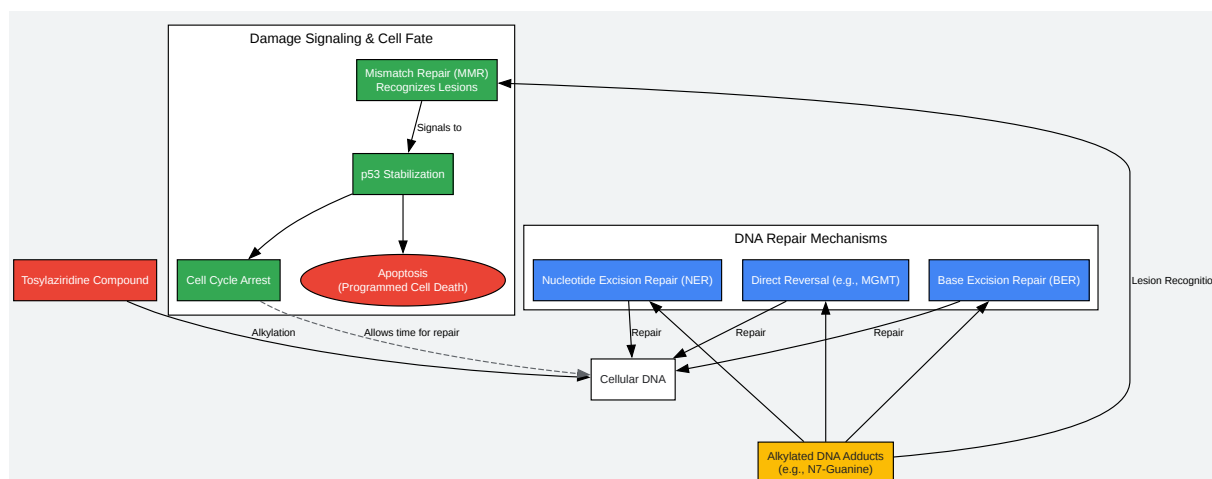 Damage Signaling & Cell Fate
Mismatch Repair (MMR)
Recognizes Lesions
Signals to
p53 Stabilization
DNA Repair Mechanisms
Tosylaziridine Compound
Cell Cycle Arrest
Apoptosis
(Programmed Cell Death)
Nucleotide Excision Repair (NER)
Direct Reversal (e.g., MGMT)
Base Excision Repair (BER)
Lesion Recognitio
Alkylation
Allows time for repair
Repair
Repair
Repair
Cellular DNA
Alkylated DNA Adducts
(e.g., N7-Guanine)